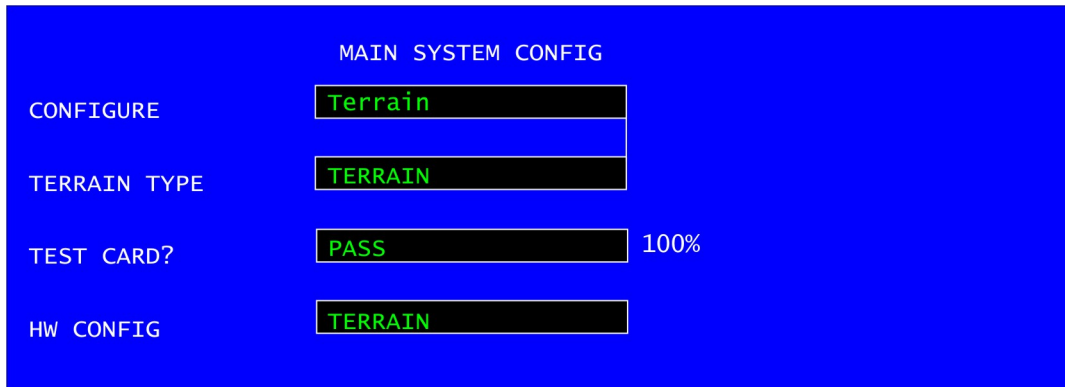 MAIN SYSTEM CONFIG
CONFIGURE Terrain
TERRAIN TYPE TERRAIN
TEST CARD? PASS 100%
HW CONFIG TERRAIN